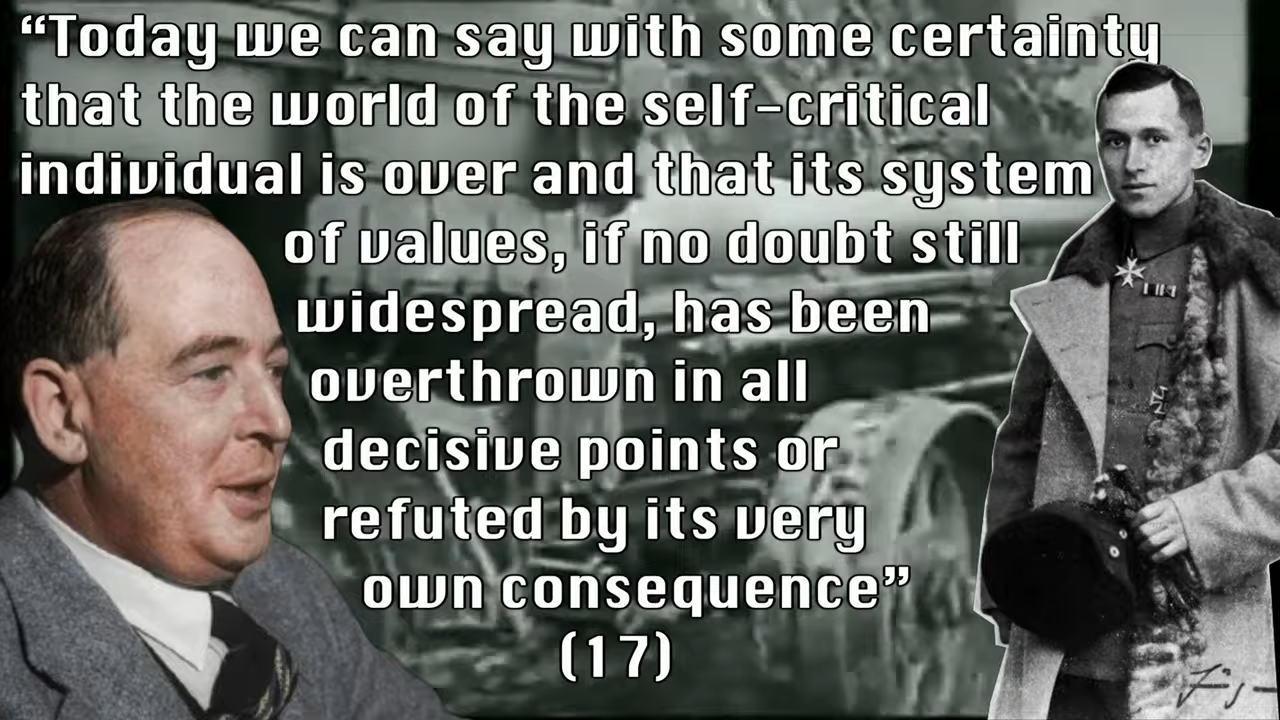 “Today we can say with some certainty
that the world of the self-critical
individual is over and that its system
of values, if no doubt still
widespread, has been
overthrown in all
decisive points or
refuted by its very
own consequence”
(17)